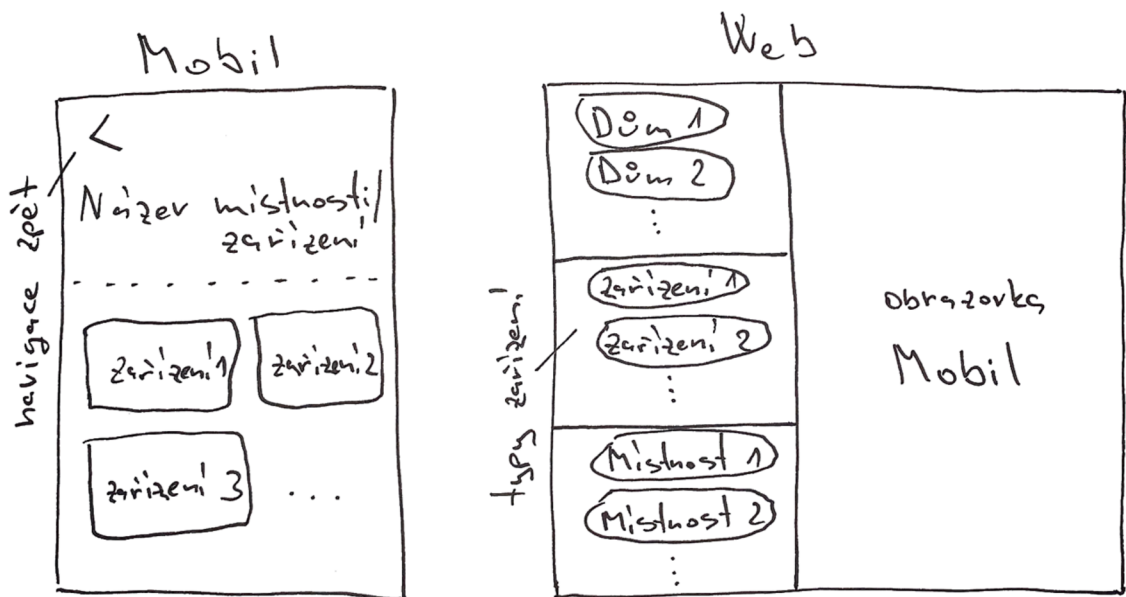 Mobil
<
Název místnosti/
zařízení
zařízení 1
zařízení 2
zařízení 3
...
navigace zpět
Web
Dům 1
Dům 2
...
zařízení 1
zařízení 2
...
Místnost 1
Místnost 2
...
typy zařízení
obrazovka
Mobil